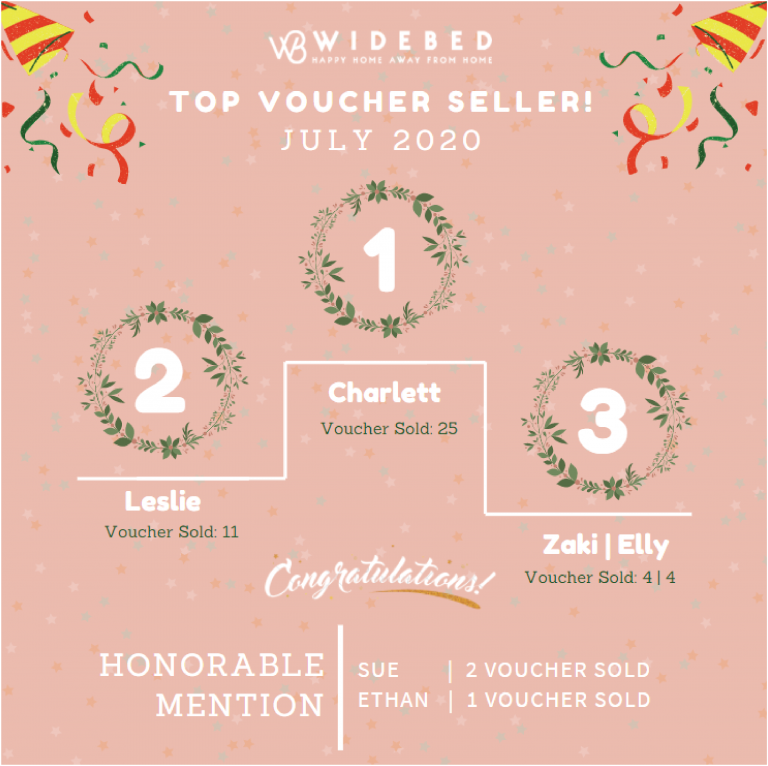 WB WIDEBED
HAPPY HOME AWAY FROM HOME
TOP VOUCHER SELLER!
JULY 2020
1
2
Charlett
Voucher Sold: 25
3
Leslie
Voucher Sold: 11
Zaki | Elly
Voucher Sold: 4 | 4
Congratulations!
HONORABLE
MENTION
SUE | 2 VOUCHER SOLD
ETHAN | 1 VOUCHER SOLD